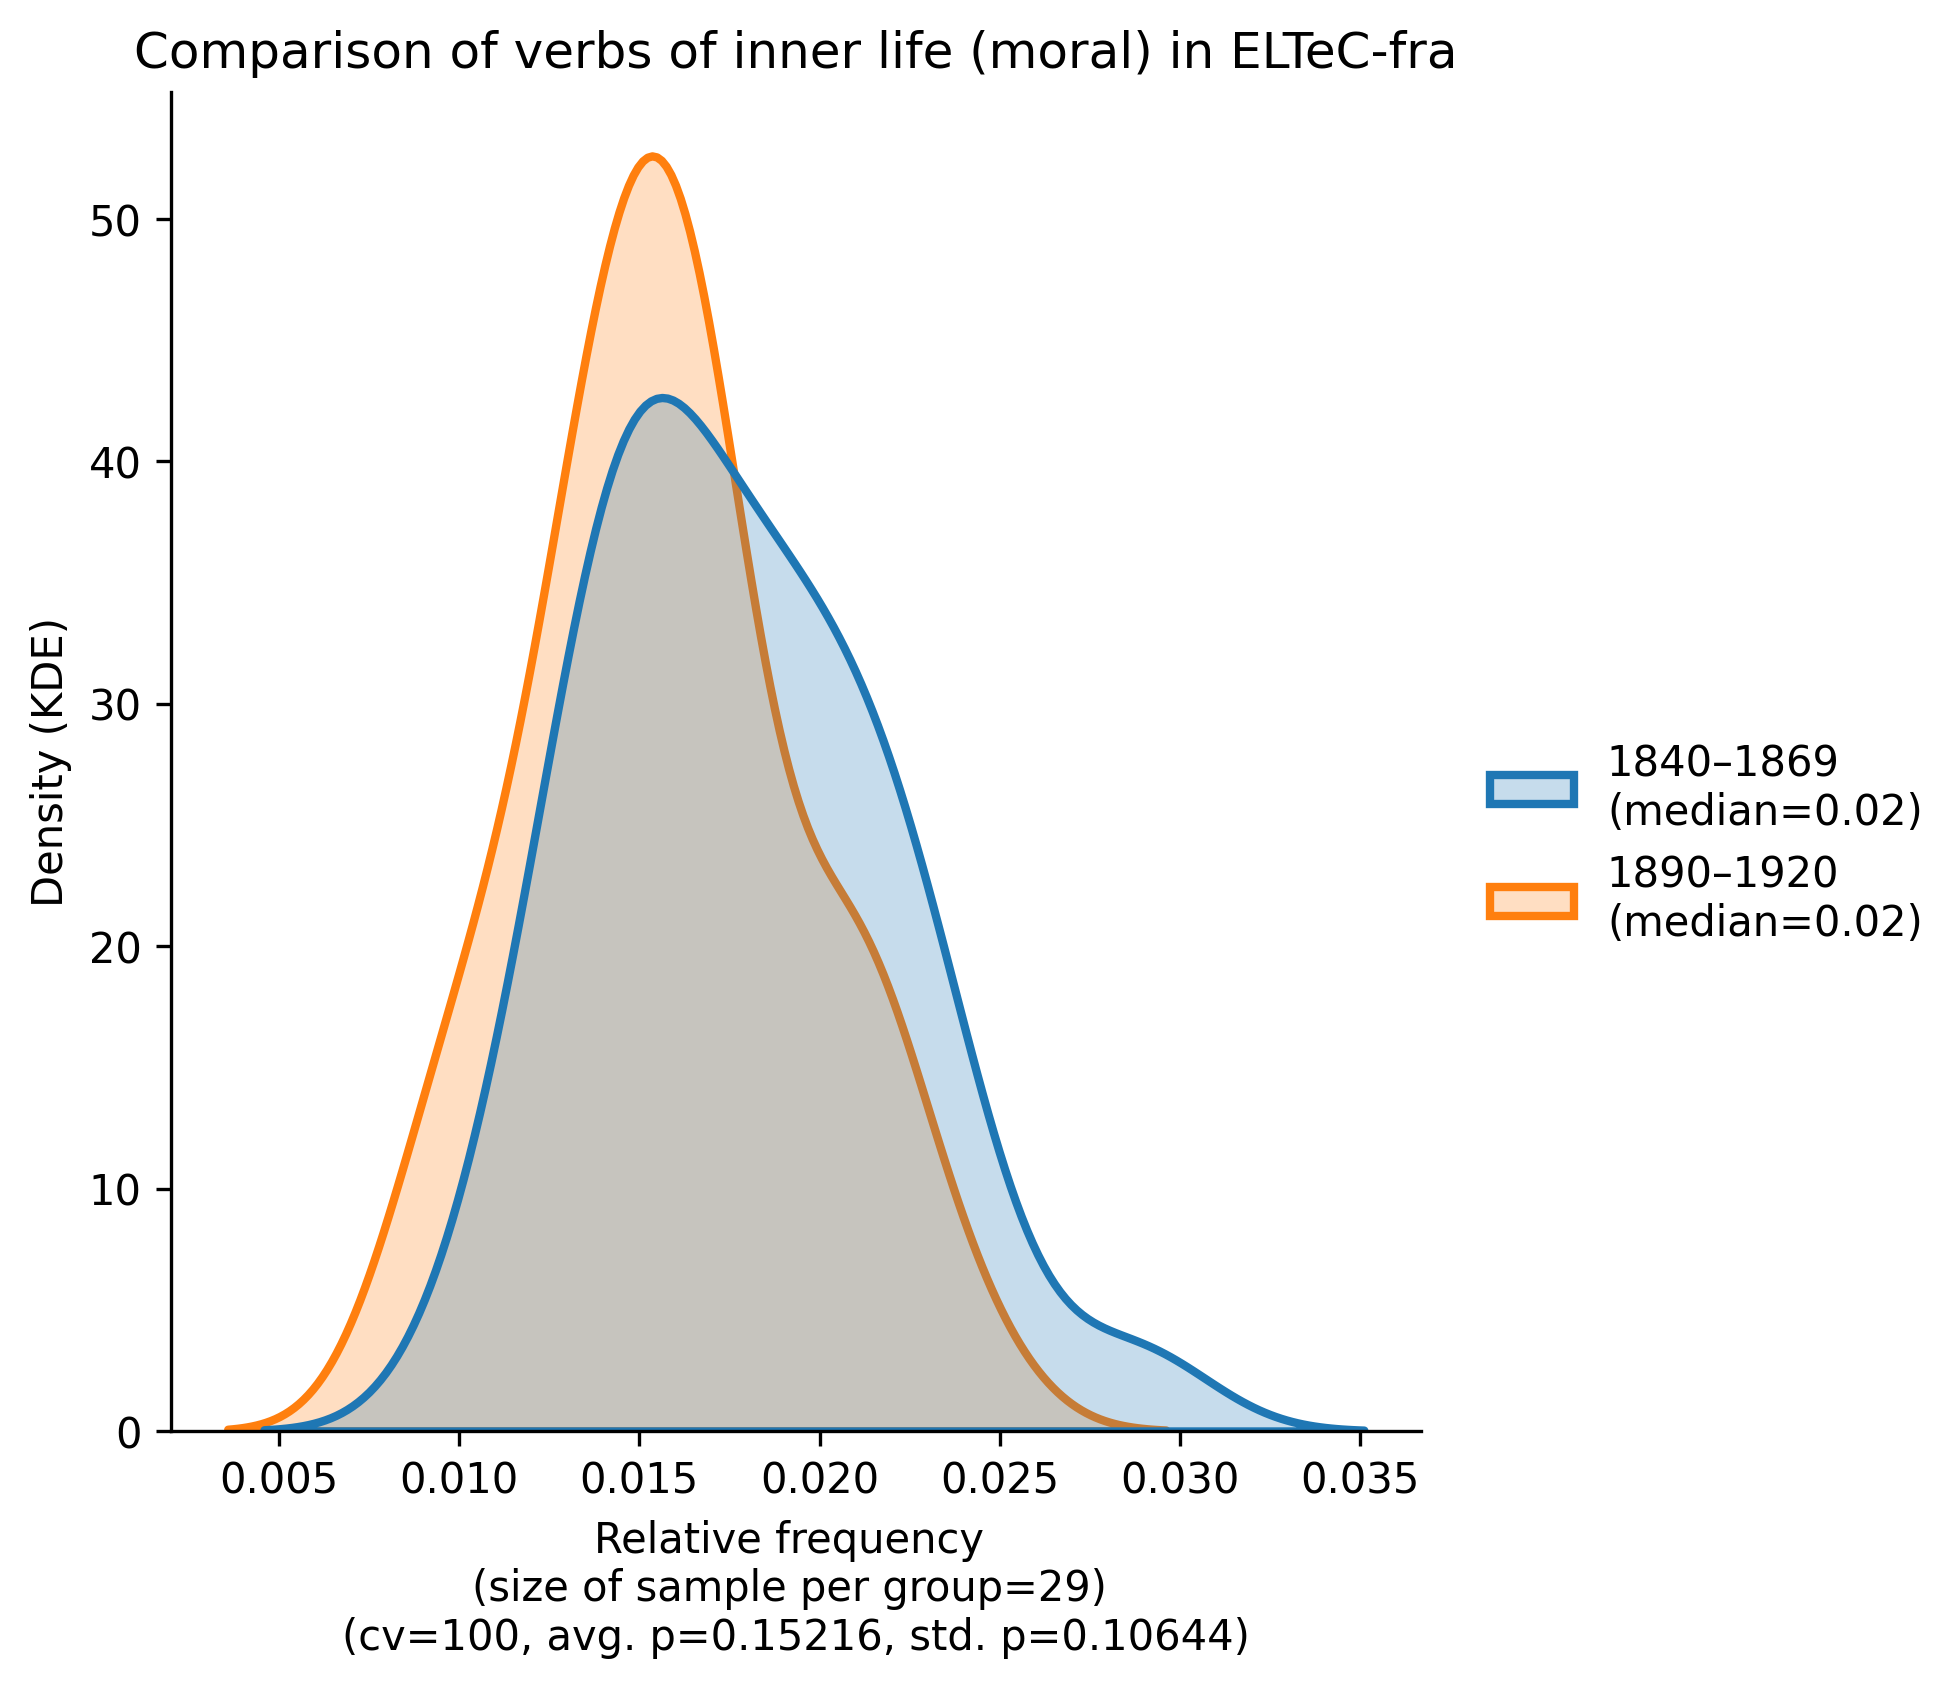 Comparison of verbs of inner life (moral) in ELTeC-fra
Density (KDE)
50
40
30
20
10
0
0.005 0.010 0.015 0.020 0.025 0.030 0.035
Relative frequency
(size of sample per group=29)
(cv=100, avg. p=0.15216, std. p=0.10644)
1840–1869
(median=0.02)
1890–1920
(median=0.02)